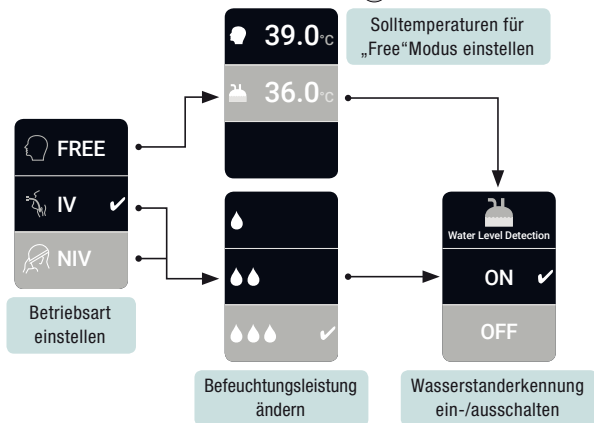 39.0°C
36.0°C
Solltemperaturen für
„Free“Modus einstellen
FREE
IV
NIV
Betriebsart
einstellen
Befeuchtungsleistung
ändern
Water Level Detection
ON
OFF
Wasserstanderkennung
ein-/ausschalten